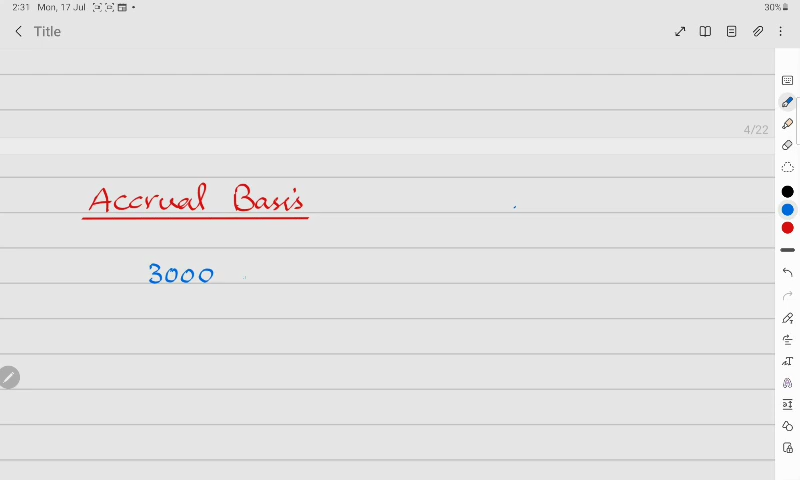 2:31 Mon, 17 Jul
30%
Title
4/22
Accrual Basis
3000